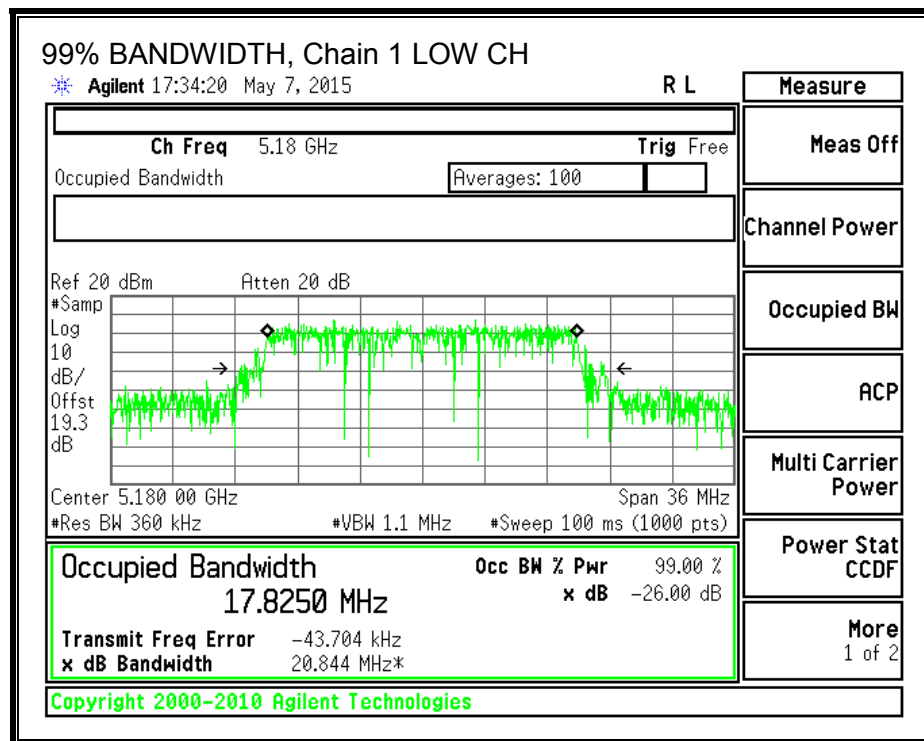 99% BANDWIDTH, Chain 1 LOW CH
Agilent 17:34:20 May 7, 2015 R L
Measure
Ch Freq 5.18 GHz Trig Free
Occupied Bandwidth Averages: 100
Meas Off
Channel Power
Occupied BW
ACP
Multi Carrier
Power
Power Stat
CCDF
More
1 of 2
Ref 20 dBm Atten 20 dB
#Samp
Log
10
dB/
Offst
19.3
dB
Center 5.180 00 GHz Span 36 MHz
#Res BW 360 kHz #VBW 1.1 MHz #Sweep 100 ms (1000 pts)
Occupied Bandwidth Occ BW % Pwr 99.00 %
17.8250 MHz x dB -26.00 dB
Transmit Freq Error -43.704 kHz
x dB Bandwidth 20.844 MHz*
Copyright 2000-2010 Agilent Technologies